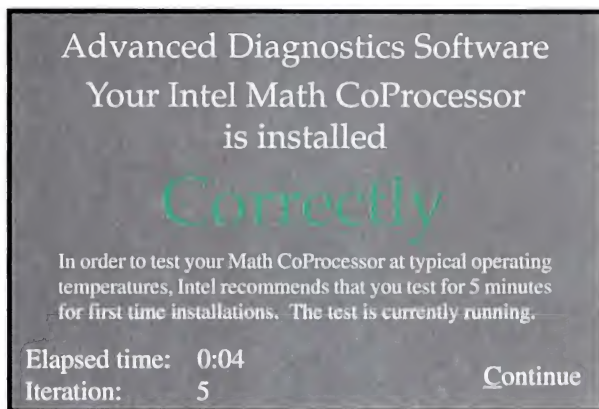 Advanced Diagnostics Software
Your Intel Math CoProcessor
is installed
Correctly
In order to test your Math CoProcessor at typical operating
temperatures, Intel recommends that you test for 5 minutes
for first time installations. The test is currently running.
Elapsed time: 0:04
Iteration: 5
Continue